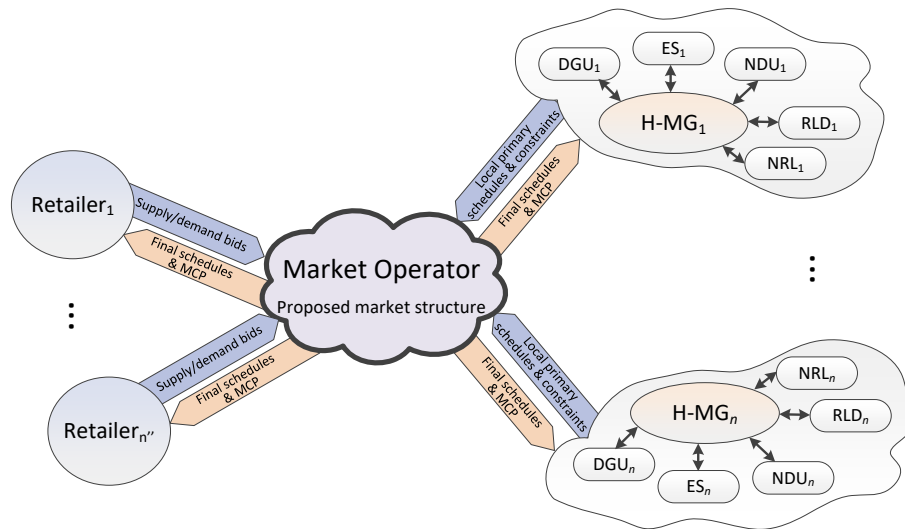 ES₁
DGU₁
NDU₁
H-MG₁
RLD₁
NRL₁
Local primary
schedules & constraints
Final schedules
& MCP
Retailer₁
Supply/demand bids
Final schedules
& MCP
Market Operator
Proposed market structure
⋮
⋮
Supply/demand bids
Final schedules
& MCP
Retailerₙ″
Local primary
schedules & constraints
Final schedules
& MCP
NRLₙ
H-MGₙ
RLDₙ
DGUₙ
ESₙ
NDUₙ